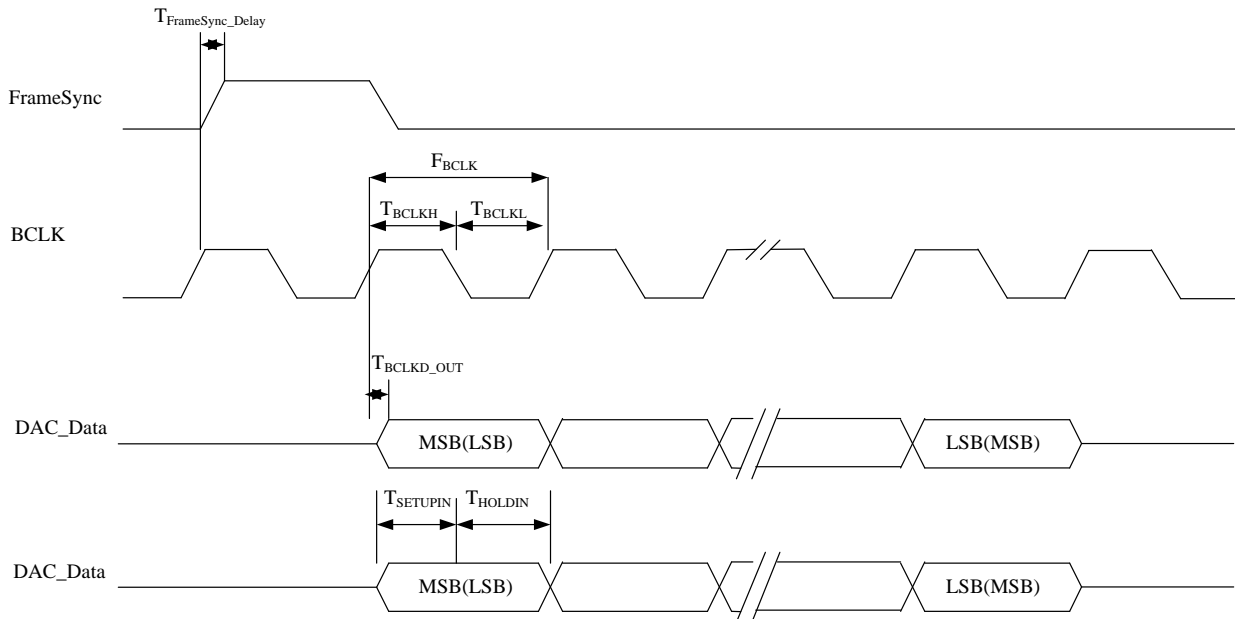 TFrameSync_Delay
FrameSync
FBCLK
TBCLKH TBCLKL
BCLK
TBCLKD_OUT
DAC_Data MSB(LSB) LSB(MSB)
TSETUPIN THOLDIN
DAC_Data MSB(LSB) LSB(MSB)